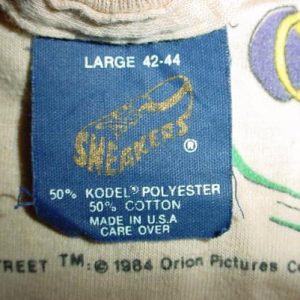 LARGE 42-44
SNEAKERS ®
50% KODEL® POLYESTER
50% COTTON
MADE IN U.S.A
CARE OVER
STREET TM: © 1984 Orion Pictures Co